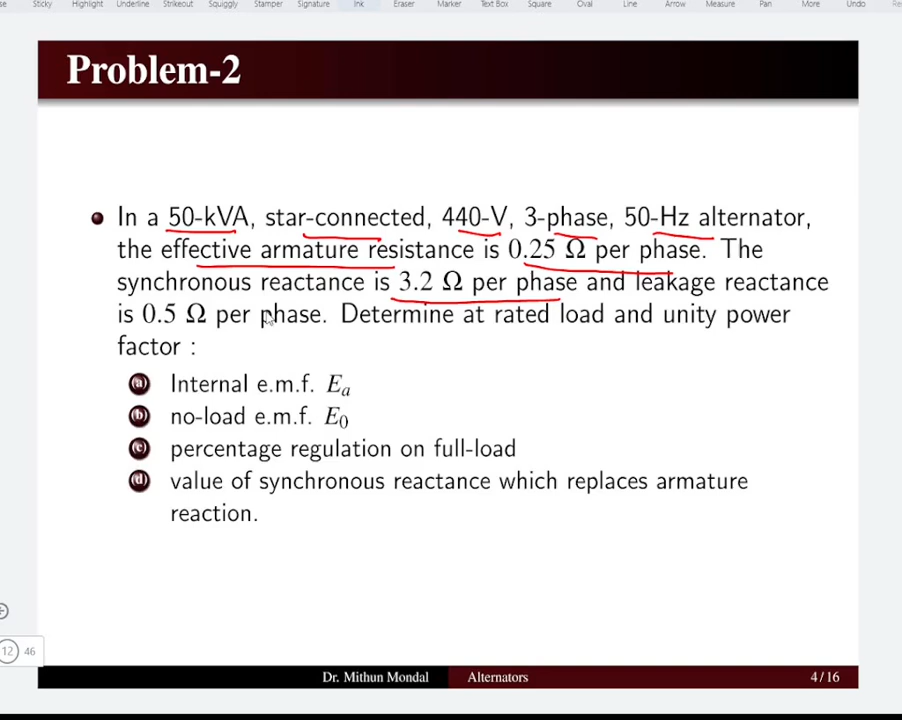 Sticky Highlight Underline Strikeout Squiggly Stamper Signature Ink Eraser Marker Text Box Square Oval Line Arrow Measure Pan More Undo
Problem-2
In a 50-kVA, star-connected, 440-V, 3-phase, 50-Hz alternator,
the effective armature resistance is 0.25 Ω per phase. The
synchronous reactance is 3.2 Ω per phase and leakage reactance
is 0.5 Ω per phase. Determine at rated load and unity power
factor :
(a) Internal e.m.f. Eₐ
(b) no-load e.m.f. E₀
(c) percentage regulation on full-load
(d) value of synchronous reactance which replaces armature
reaction.
12 46
Dr. Mithun Mondal Alternators 4/16